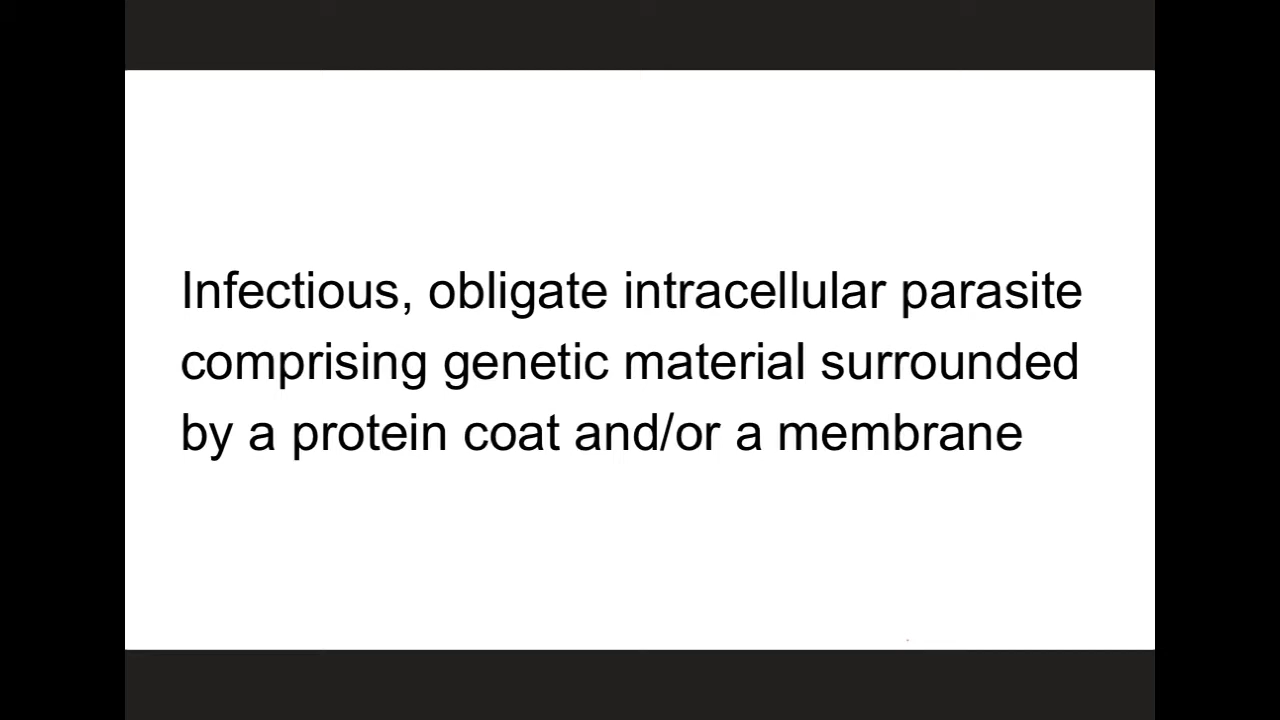 Infectious, obligate intracellular parasite
comprising genetic material surrounded
by a protein coat and/or a membrane